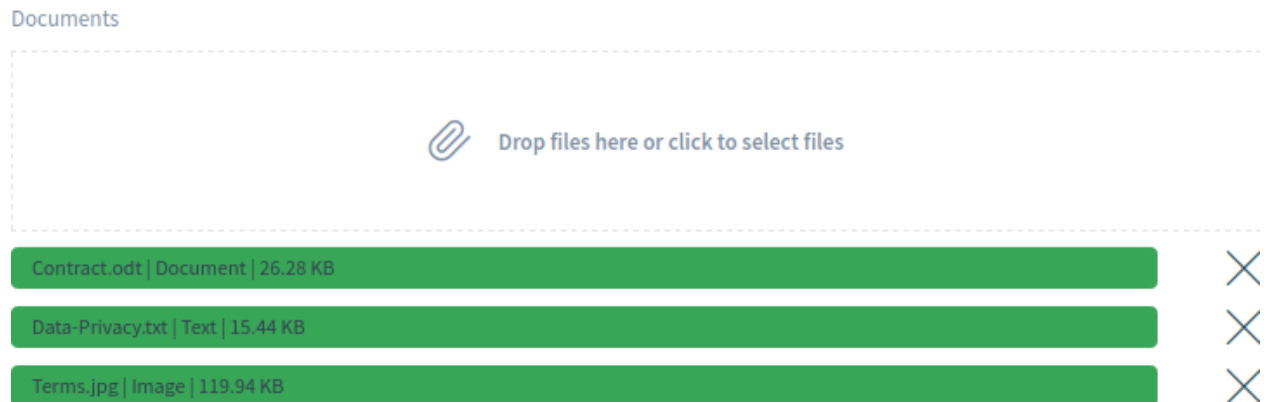 Documents
Drop files here or click to select files
Contract.odt | Document | 26.28 KB
Data-Privacy.txt | Text | 15.44 KB
Terms.jpg | Image | 119.94 KB